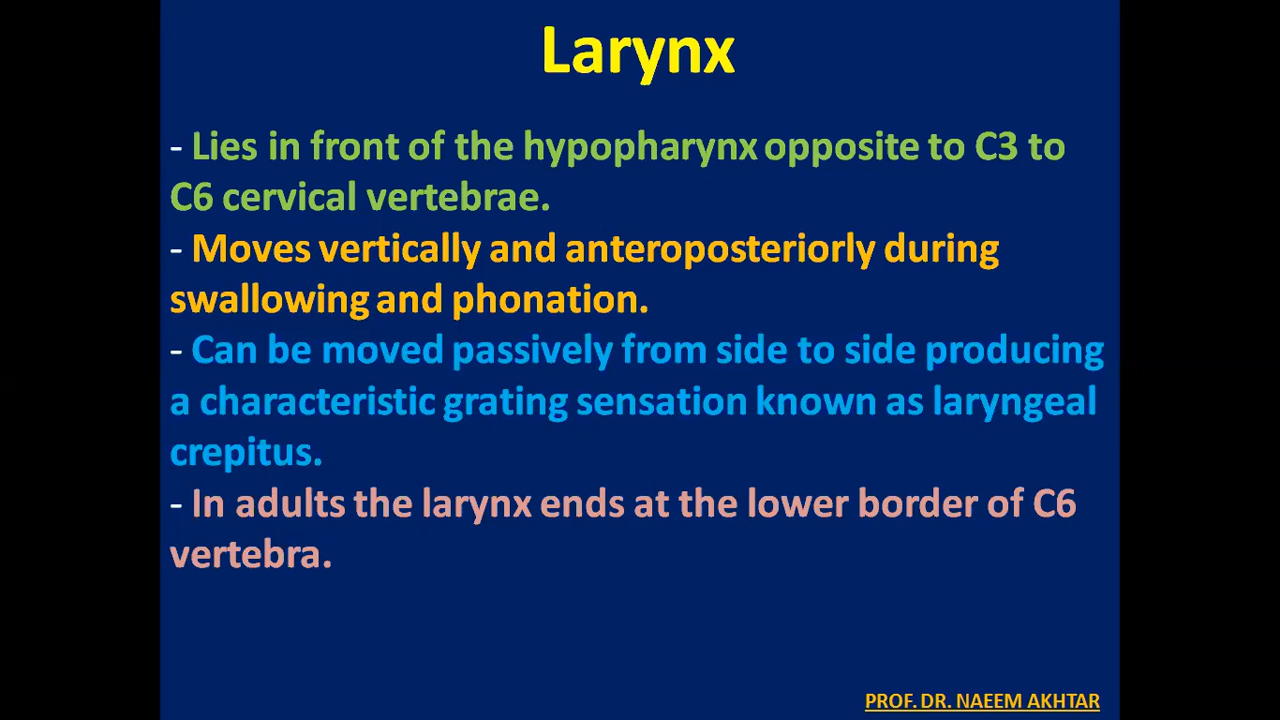 Larynx
- Lies in front of the hypopharynx opposite to C3 to
C6 cervical vertebrae.
- Moves vertically and anteroposteriorly during
swallowing and phonation.
- Can be moved passively from side to side producing
a characteristic grating sensation known as laryngeal
crepitus.
- In adults the larynx ends at the lower border of C6
vertebra.
PROF. DR. NAEEM AKHTAR